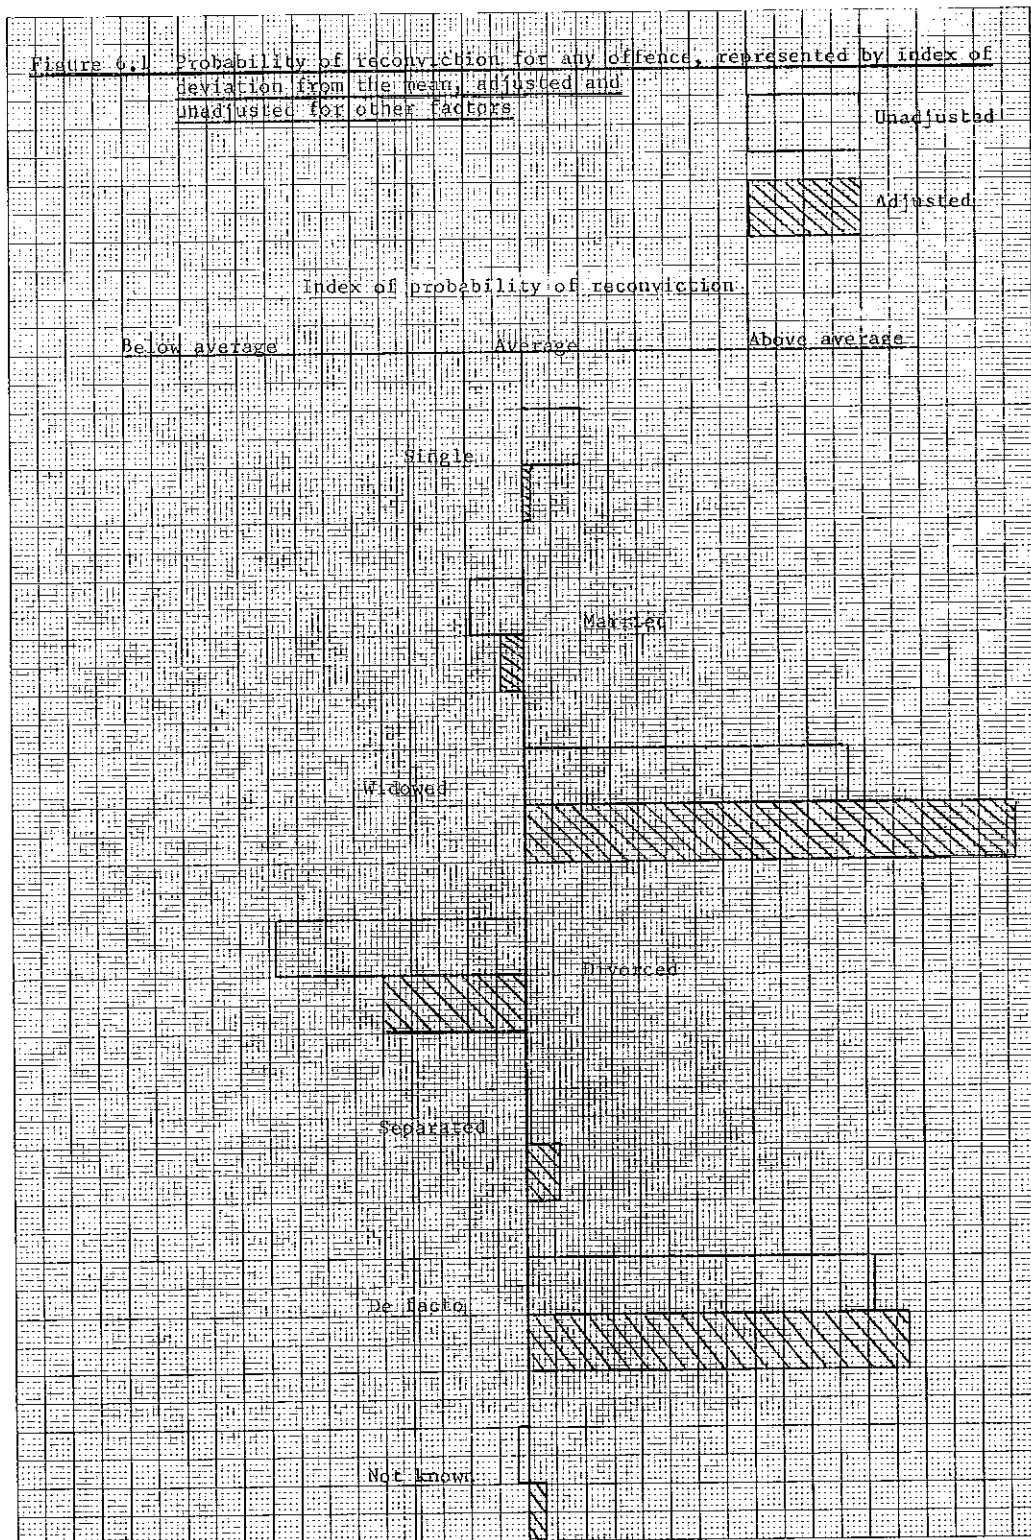 Figure 6.1 Probability of reconviction for any offence, represented by index of
deviation from the mean, adjusted and
unadjusted for other factors
Unadjusted
Adjusted
Index of probability of reconviction
Below average Average Above average
Single
Married
Widowed
Divorced
Separated
De facto
Not known